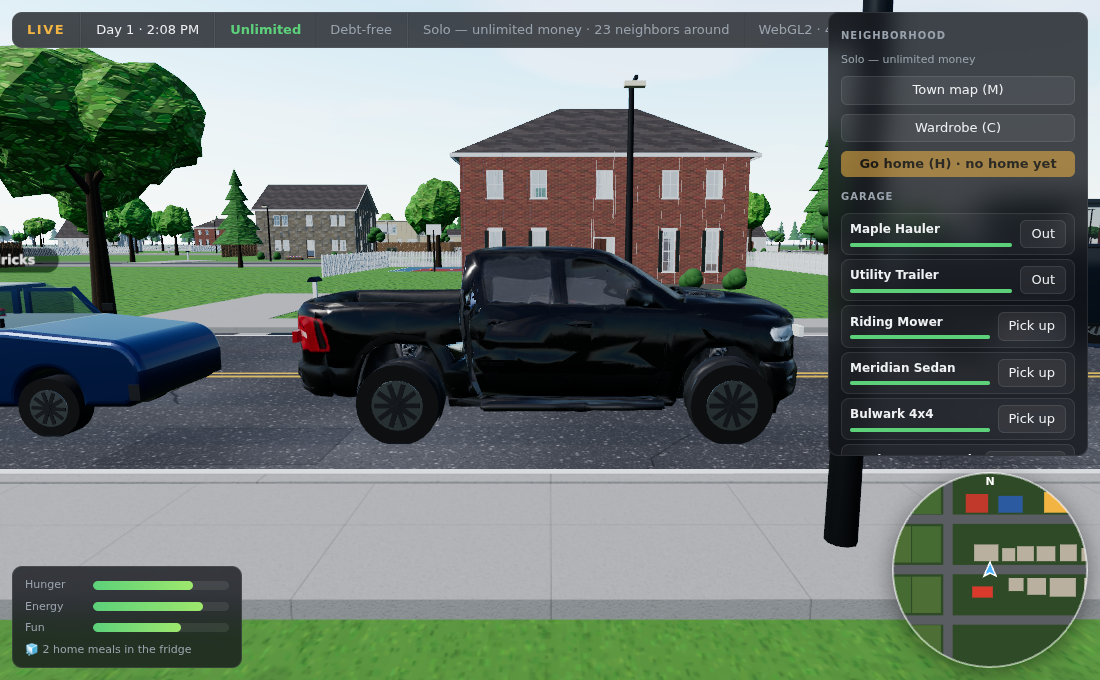 LIVE
Day 1 · 2:08 PM
Unlimited
Debt-free
Solo — unlimited money · 23 neighbors around
WebGL2 ·
NEIGHBORHOOD
Solo — unlimited money
Town map (M)
Wardrobe (C)
Go home (H) · no home yet
GARAGE
Maple Hauler
Out
Utility Trailer
Out
Riding Mower
Pick up
Meridian Sedan
Pick up
Bulwark 4x4
Pick up
ricks
N
Hunger
Energy
Fun
2 home meals in the fridge